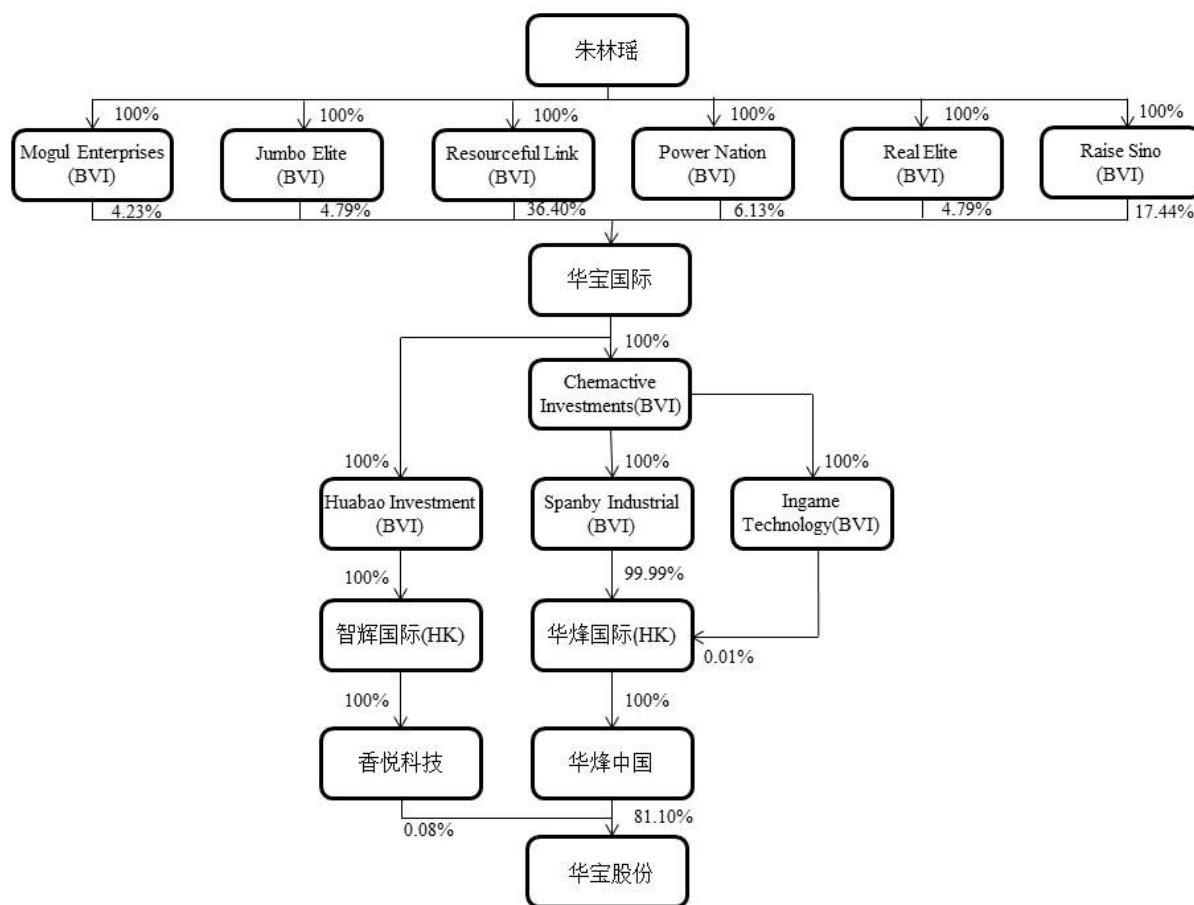 朱林瑶
100%
100%
100%
100%
100%
100%
Mogul Enterprises
(BVI)
Jumbo Elite
(BVI)
Resourceful Link
(BVI)
Power Nation
(BVI)
Real Elite
(BVI)
Raise Sino
(BVI)
4.23%
4.79%
36.40%
6.13%
4.79%
17.44%
华宝国际
100%
Chemactive
Investments(BVI)
100%
100%
100%
Huabao Investment
(BVI)
Spanby Industrial
(BVI)
Ingame
Technology(BVI)
100%
99.99%
智辉国际(HK)
华烽国际(HK)
0.01%
100%
100%
香悦科技
华烽中国
0.08%
81.10%
华宝股份